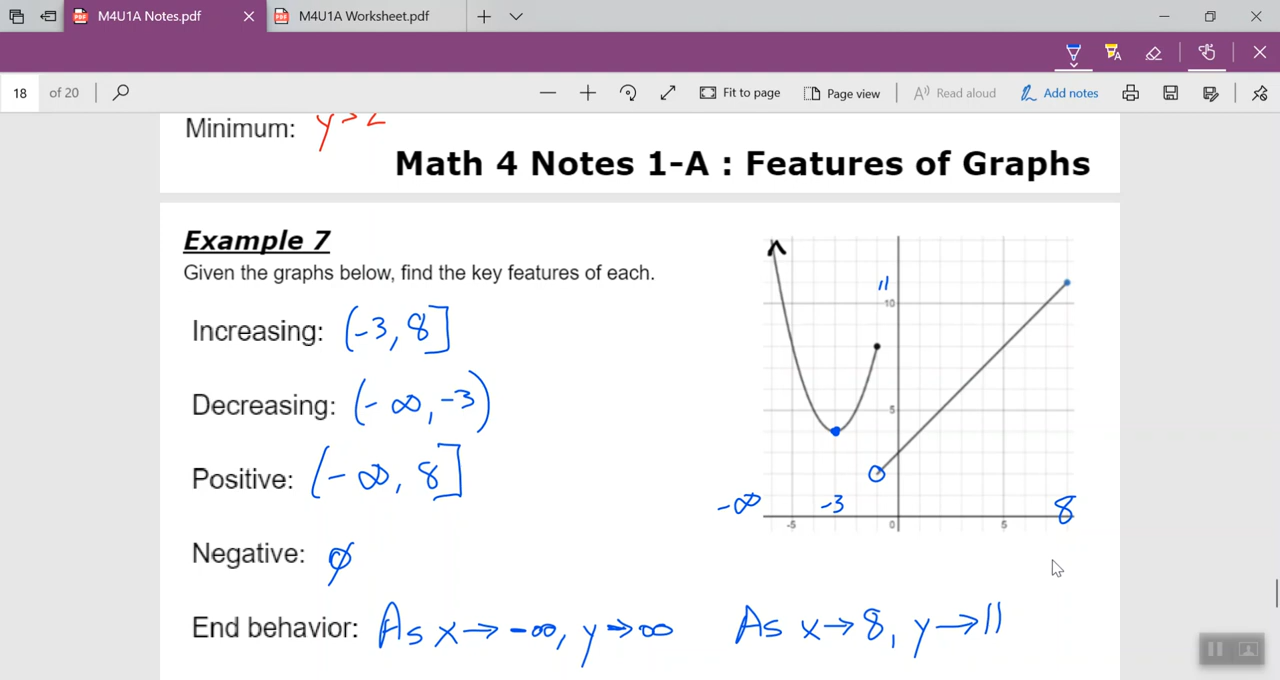 M4U1A Notes.pdf
M4U1A Worksheet.pdf
18 of 20
Fit to page
Page view
Read aloud
Add notes
Minimum: y > 2
Math 4 Notes 1-A : Features of Graphs
Example 7
Given the graphs below, find the key features of each.
Increasing: (-3, 8]
Decreasing: (-∞, -3)
Positive: (-∞, 8]
Negative: ∅
End behavior: As x → -∞, y → ∞ As x → 8, y → 11
11
10
5
-∞ -3 8
-5 0 5